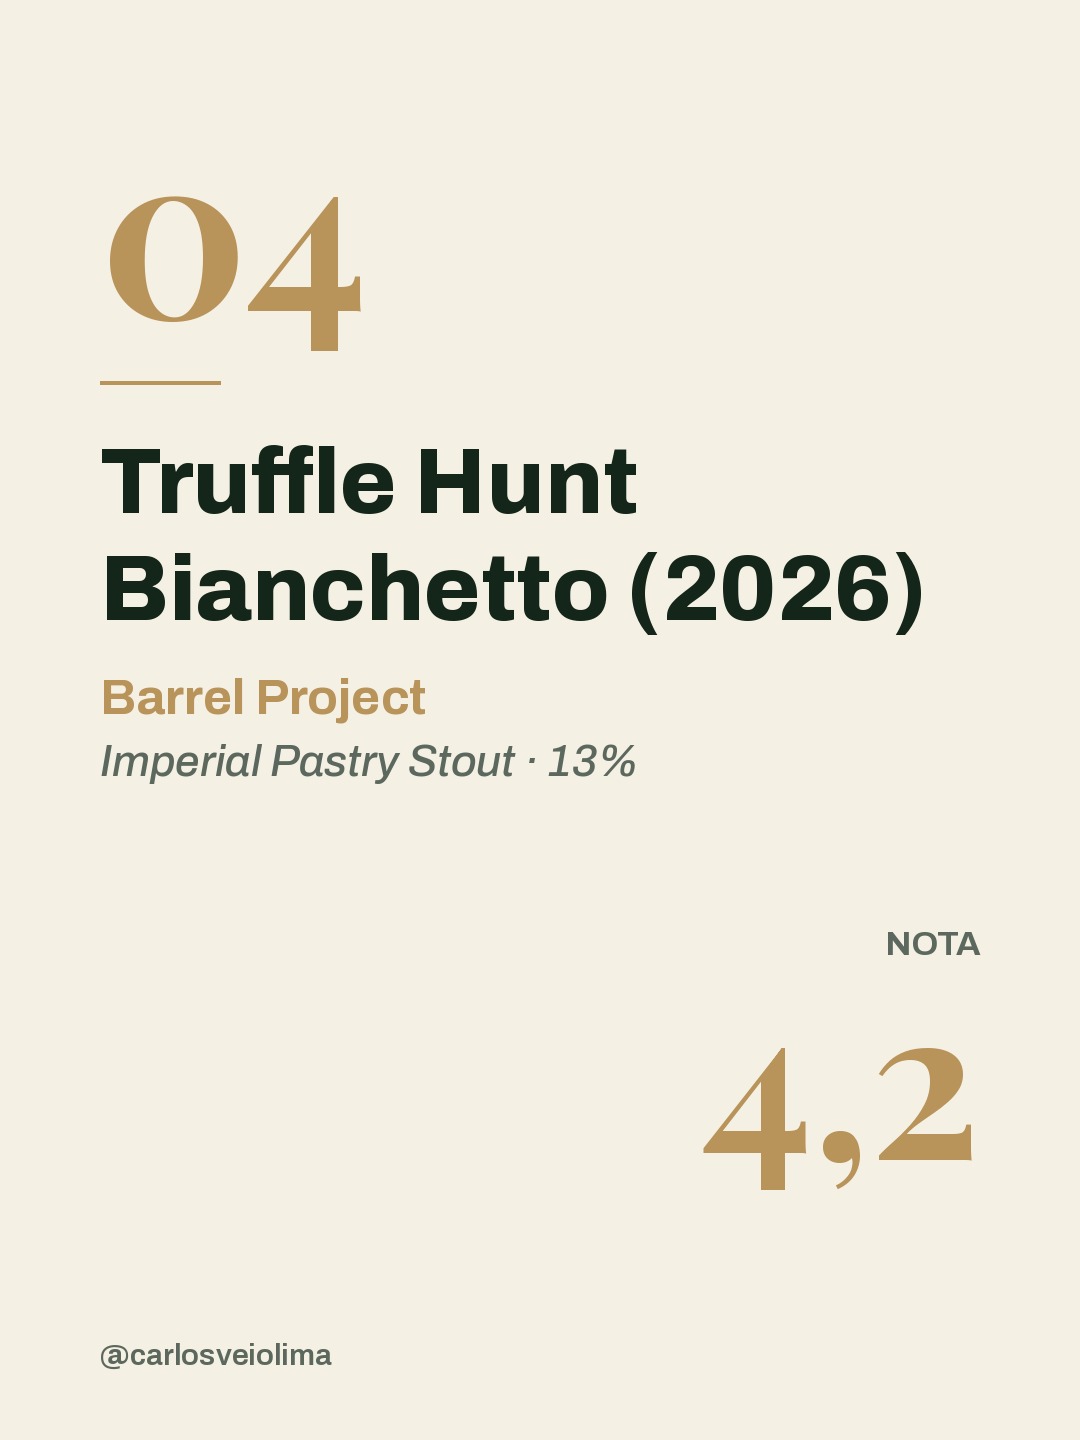 04
Truffle Hunt
Bianchetto (2026)
Barrel Project
Imperial Pastry Stout · 13%
NOTA
4,2
@carlosveiolima